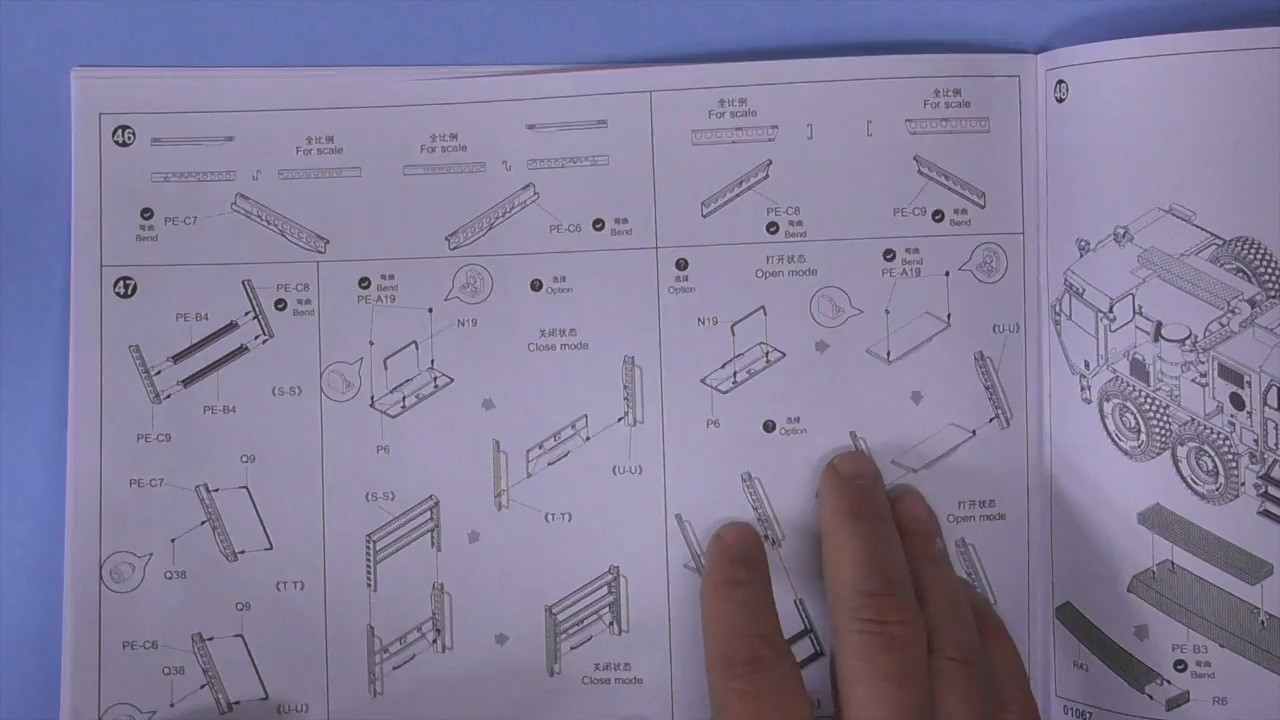 46
全比例
For scale
全比例
For scale
PE-C7
弯曲
Bend
PE-C6
弯曲
Bend
全比例
For scale
全比例
For scale
PE-C8
弯曲
Bend
PE-C9
弯曲
Bend
47
PE-C8
弯曲
Bend
PE-B4
PE-B4
PE-C9
《S-S》
PE-C7
Q9
Q38
《T T》
Q9
PE-C6
Q38
《U-U》
弯曲
Bend
PE-A19
N19
P6
? 选择
Option
关闭状态
Close mode
《U-U》
《T-T》
《S-S》
关闭状态
Close mode
? 选择
Option
打开状态
Open mode
弯曲
Bend
PE-A19
N19
P6
《U-U》
? 选择
Option
打开状态
Open mode
48
PE-B3
弯曲
Bend
R43
R6
01067